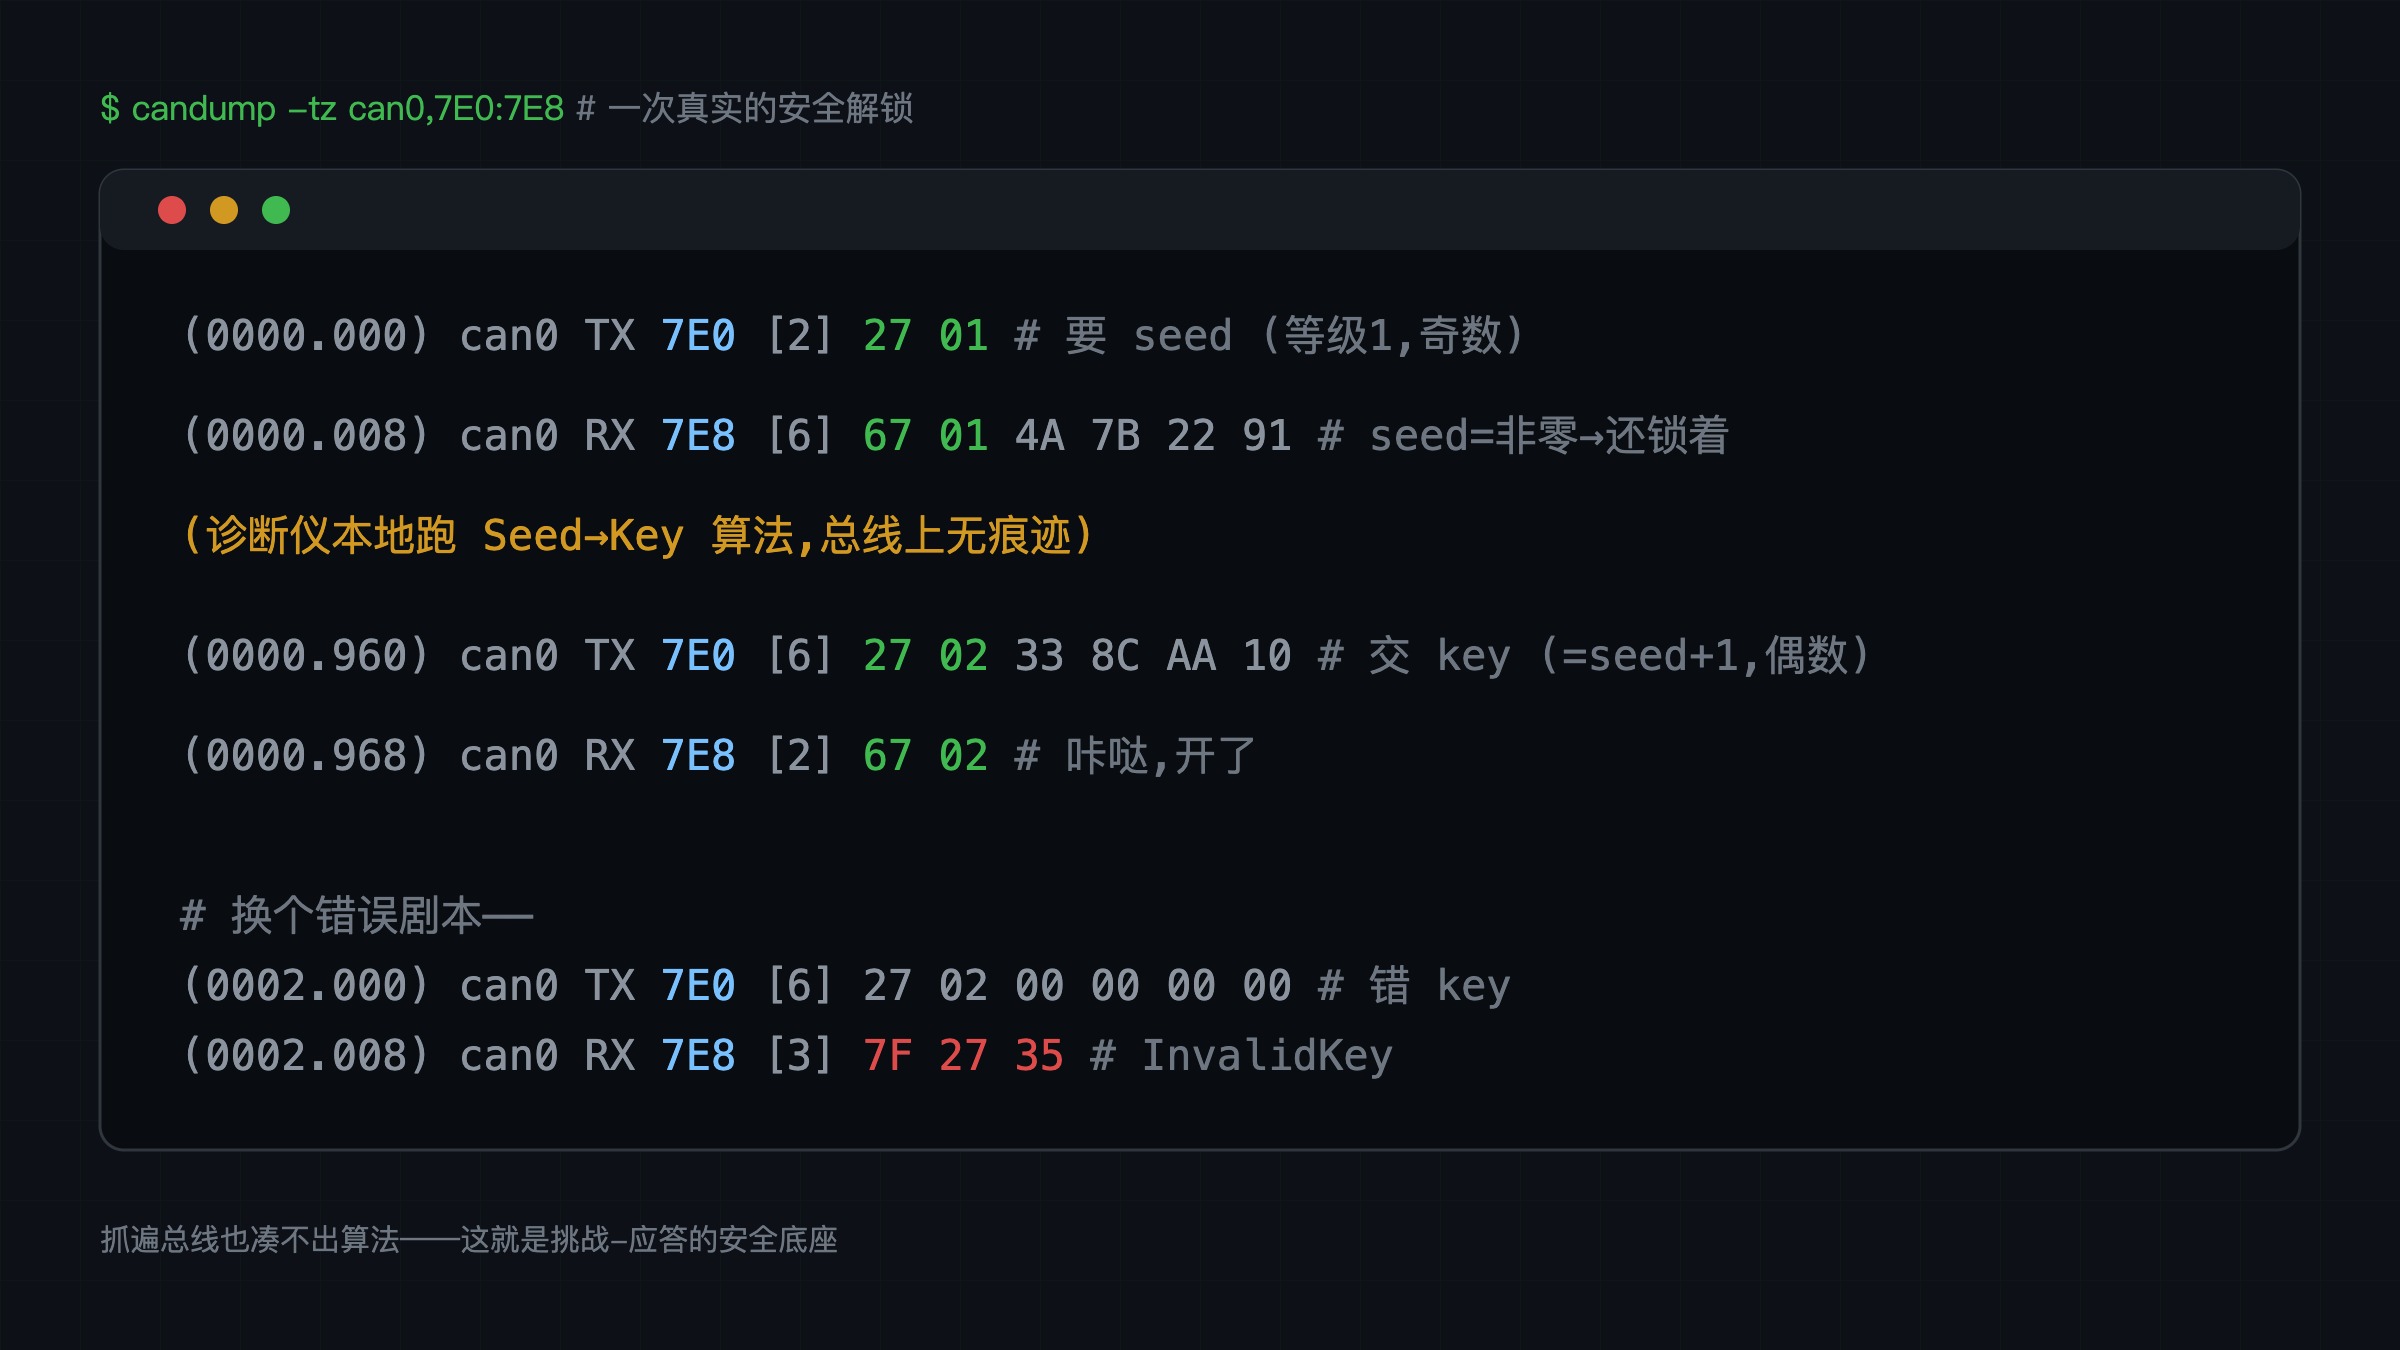 $ candump -tz can0,7E0:7E8 # 一次真实的安全解锁
(0000.000) can0 TX 7E0 [2] 27 01 # 要 seed (等级1,奇数)
(0000.008) can0 RX 7E8 [6] 67 01 4A 7B 22 91 # seed=非零→还锁着
(诊断仪本地跑 Seed→Key 算法,总线上无痕迹)
(0000.960) can0 TX 7E0 [6] 27 02 33 8C AA 10 # 交 key (=seed+1,偶数)
(0000.968) can0 RX 7E8 [2] 67 02 # 咔哒,开了
# 换个错误剧本——
(0002.000) can0 TX 7E0 [6] 27 02 00 00 00 00 # 错 key
(0002.008) can0 RX 7E8 [3] 7F 27 35 # InvalidKey
抓遍总线也凑不出算法——这就是挑战-应答的安全底座